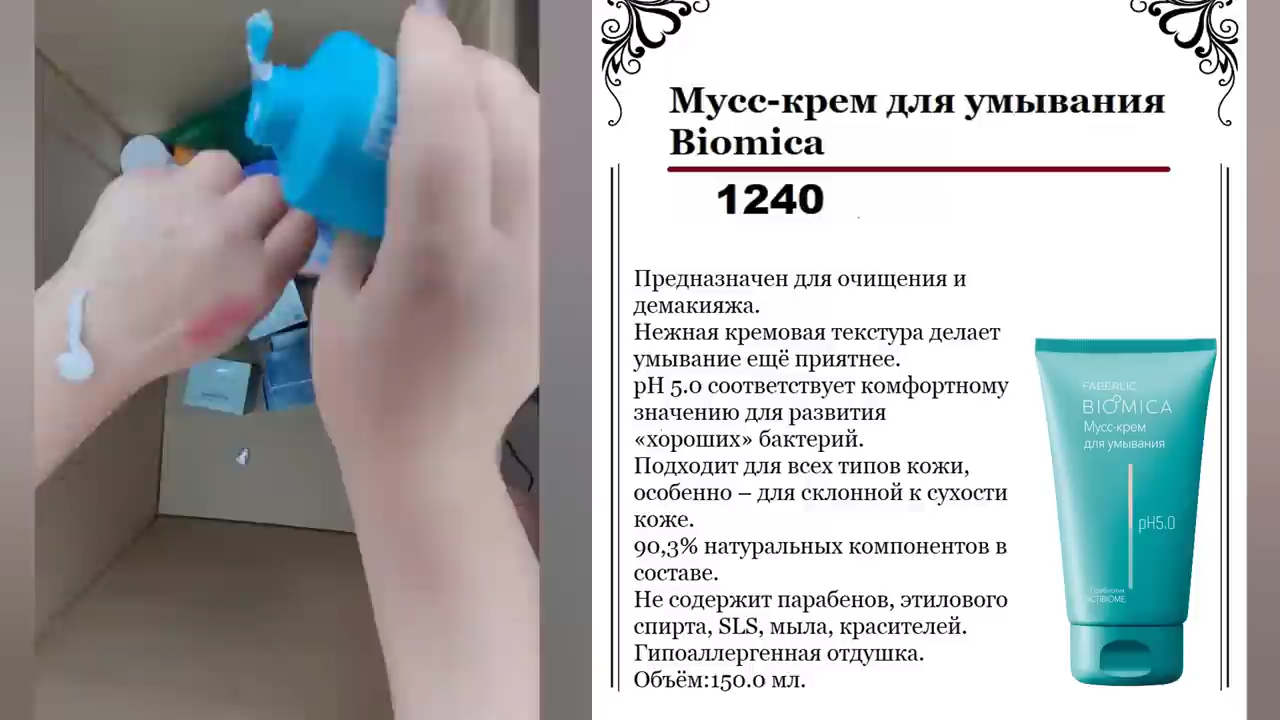 Мусс-крем для умывания
Biomica
1240
Предназначен для очищения и
демакияжа.
Нежная кремовая текстура делает
умывание ещё приятнее.
pH 5.0 соответствует комфортному
значению для развития
«хороших» бактерий.
Подходит для всех типов кожи,
особенно – для склонной к сухости
коже.
90,3% натуральных компонентов в
составе.
Не содержит парабенов, этилового
спирта, SLS, мыла, красителей.
Гипоаллергенная отдушка.
Объём:150.0 мл.
FABERLIC
BIOMICA
Мусс-крем
для умывания
pH5.0